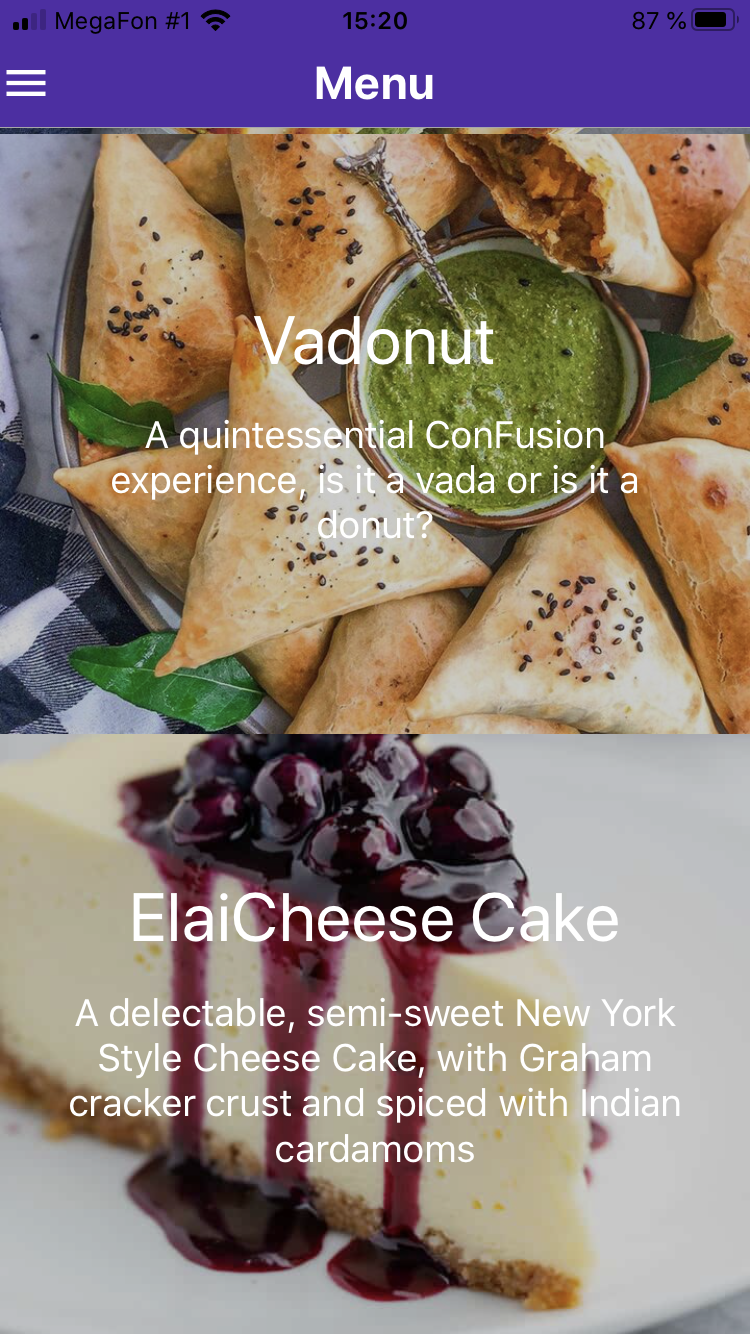 MegaFon #1 15:20 87 %
Menu
Vadonut
A quintessential ConFusion
experience, is it a vada or is it a
donut?
ElaiCheese Cake
A delectable, semi-sweet New York
Style Cheese Cake, with Graham
cracker crust and spiced with Indian
cardamoms